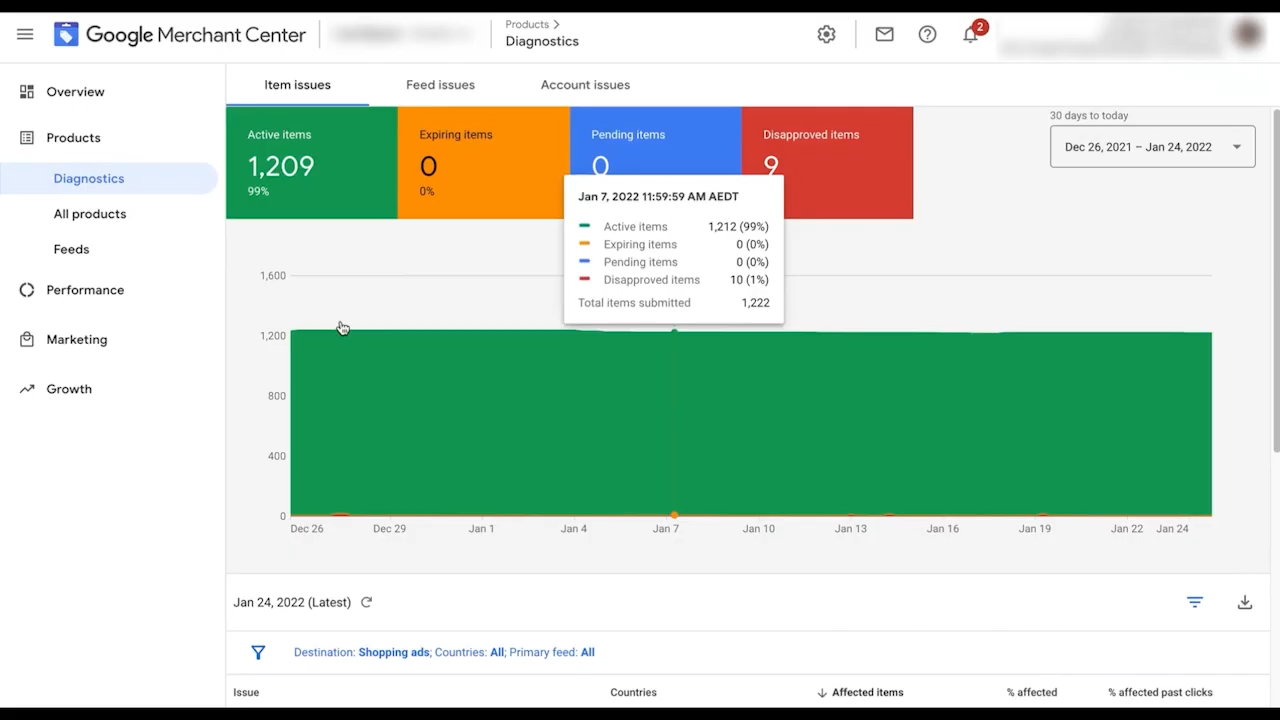 Google Merchant Center
Products
Diagnostics
2
Overview
Products
Diagnostics
All products
Feeds
Performance
Marketing
Growth
Item issues
Feed issues
Account issues
Active items
1,209
99%
Expiring items
0
0%
Pending items
0
Disapproved items
9
30 days to today
Dec 26, 2021 – Jan 24, 2022
Jan 7, 2022 11:59:59 AM AEDT
Active items 1,212 (99%)
Expiring items 0 (0%)
Pending items 0 (0%)
Disapproved items 10 (1%)
Total items submitted 1,222
1,600
1,200
800
400
0
Dec 26 Dec 29 Jan 1 Jan 4 Jan 7 Jan 10 Jan 13 Jan 16 Jan 19 Jan 22 Jan 24
Jan 24, 2022 (Latest)
Destination: Shopping ads; Countries: All; Primary feed: All
Issue Countries Affected items % affected % affected past clicks